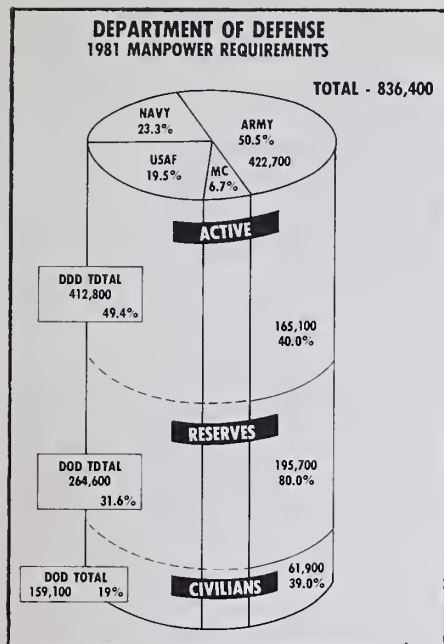 DEPARTMENT OF DEFENSE
1981 MANPOWER REQUIREMENTS
TOTAL - 836,400
NAVY
23.3%
ARMY
50.5%
422,700
USAF
19.5%
MC
6.7%
ACTIVE
DDD TDTAL
412,800
49.4%
165,100
40.0%
RESERVES
DOD TDTAL
264,600
31.6%
195,700
80.0%
CIVILIANS
DOD TOTAL
159,100 19%
61,900
39.0%